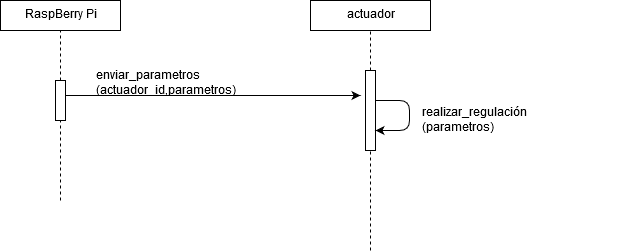 RaspBerry Pi
actuador
enviar_parametros
(actuador_id,parametros)
realizar_regulación
(parametros)